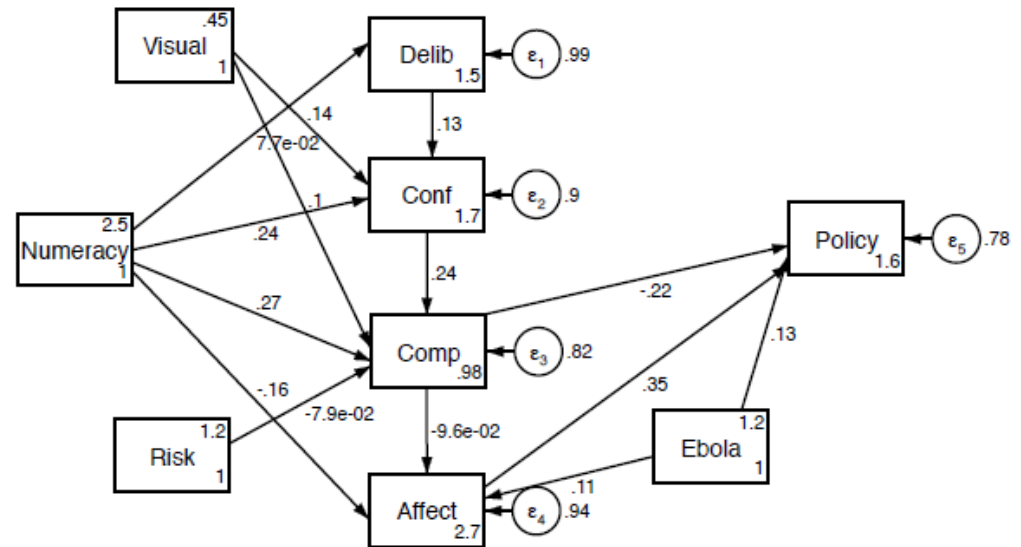 .45
Visual
1
Delib
1.5
ε1
.99
.14
7.7e-02
.13
Conf
1.7
ε2
.9
2.5
Numeracy
1
.1
.24
Policy
1.6
ε5
.78
.24
.27
-.22
Comp
.98
ε3
.82
.13
-.16
-7.9e-02
-9.6e-02
.35
1.2
Risk
1
1.2
Ebola
1
.11
Affect
2.7
ε4
.94